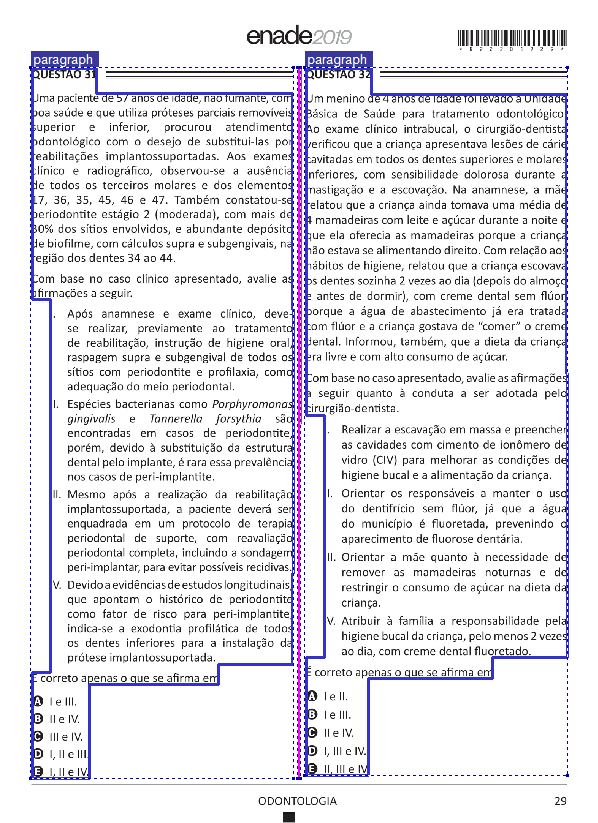 enade2019
paragraph
QUESTÃO 31
Uma paciente de 57 anos de idade, não fumante, com
boa saúde e que utiliza próteses parciais removíveis
superior e inferior, procurou atendimento
odontológico com o desejo de substituí-las por
reabilitações implantossuportadas. Aos exames
clínico e radiográfico, observou-se a ausência
de todos os terceiros molares e dos elementos
17, 36, 35, 45, 46 e 47. Também constatou-se
periodontite estágio 2 (moderada), com mais de
30% dos sítios envolvidos, e abundante depósito
de biofilme, com cálculos supra e subgengivais, na
região dos dentes 34 ao 44.
Com base no caso clínico apresentado, avalie as
afirmações a seguir.
I. Após anamnese e exame clínico, deve-
se realizar, previamente ao tratamento
de reabilitação, instrução de higiene oral,
raspagem supra e subgengival de todos os
sítios com periodontite e profilaxia, como
adequação do meio periodontal.
II. Espécies bacterianas como Porphyromonas
gingivalis e Tannerella forsythia são
encontradas em casos de periodontite,
porém, devido à substituição da estrutura
dental pelo implante, é rara essa prevalência
nos casos de peri-implantite.
III. Mesmo após a realização da reabilitação
implantossuportada, a paciente deverá ser
enquadrada em um protocolo de terapia
periodontal de suporte, com reavaliação
periodontal completa, incluindo a sondagem
peri-implantar, para evitar possíveis recidivas.
IV. Devido a evidências de estudos longitudinais
que apontam o histórico de periodontite
como fator de risco para peri-implantite,
indica-se a exodontia profilática de todos
os dentes inferiores para a instalação da
prótese implantossuportada.
É correto apenas o que se afirma em
A I e III.
B II e IV.
C III e IV.
D I, II e III.
E I, II e IV.
paragraph
QUESTÃO 32
Um menino de 4 anos de idade foi levado à Unidade
Básica de Saúde para tratamento odontológico.
Ao exame clínico intrabucal, o cirurgião-dentista
verificou que a criança apresentava lesões de cárie
cavitadas em todos os dentes superiores e molares
inferiores, com sensibilidade dolorosa durante a
mastigação e a escovação. Na anamnese, a mãe
relatou que a criança ainda tomava uma média de
4 mamadeiras com leite e açúcar durante a noite e
que ela oferecia as mamadeiras porque a criança
não estava se alimentando direito. Com relação aos
hábitos de higiene, relatou que a criança escovava
os dentes sozinha 2 vezes ao dia (depois do almoço
e antes de dormir), com creme dental sem flúor,
porque a água de abastecimento já era tratada
com flúor e a criança gostava de “comer” o creme
dental. Informou, também, que a dieta da criança
era livre e com alto consumo de açúcar.
Com base no caso apresentado, avalie as afirmações
a seguir quanto à conduta a ser adotada pelo
cirurgião-dentista.
I. Realizar a escavação em massa e preencher
as cavidades com cimento de ionômero de
vidro (CIV) para melhorar as condições de
higiene bucal e a alimentação da criança.
II. Orientar os responsáveis a manter o uso
do dentifrício sem flúor, já que a água
do município é fluoretada, prevenindo o
aparecimento de fluorose dentária.
III. Orientar a mãe quanto à necessidade de
remover as mamadeiras noturnas e de
restringir o consumo de açúcar na dieta da
criança.
IV. Atribuir à família a responsabilidade pela
higiene bucal da criança, pelo menos 2 vezes
ao dia, com creme dental fluoretado.
É correto apenas o que se afirma em
A I e II.
B I e III.
C II e IV.
D I, III e IV.
E II, III e IV.
ODONTOLOGIA
29